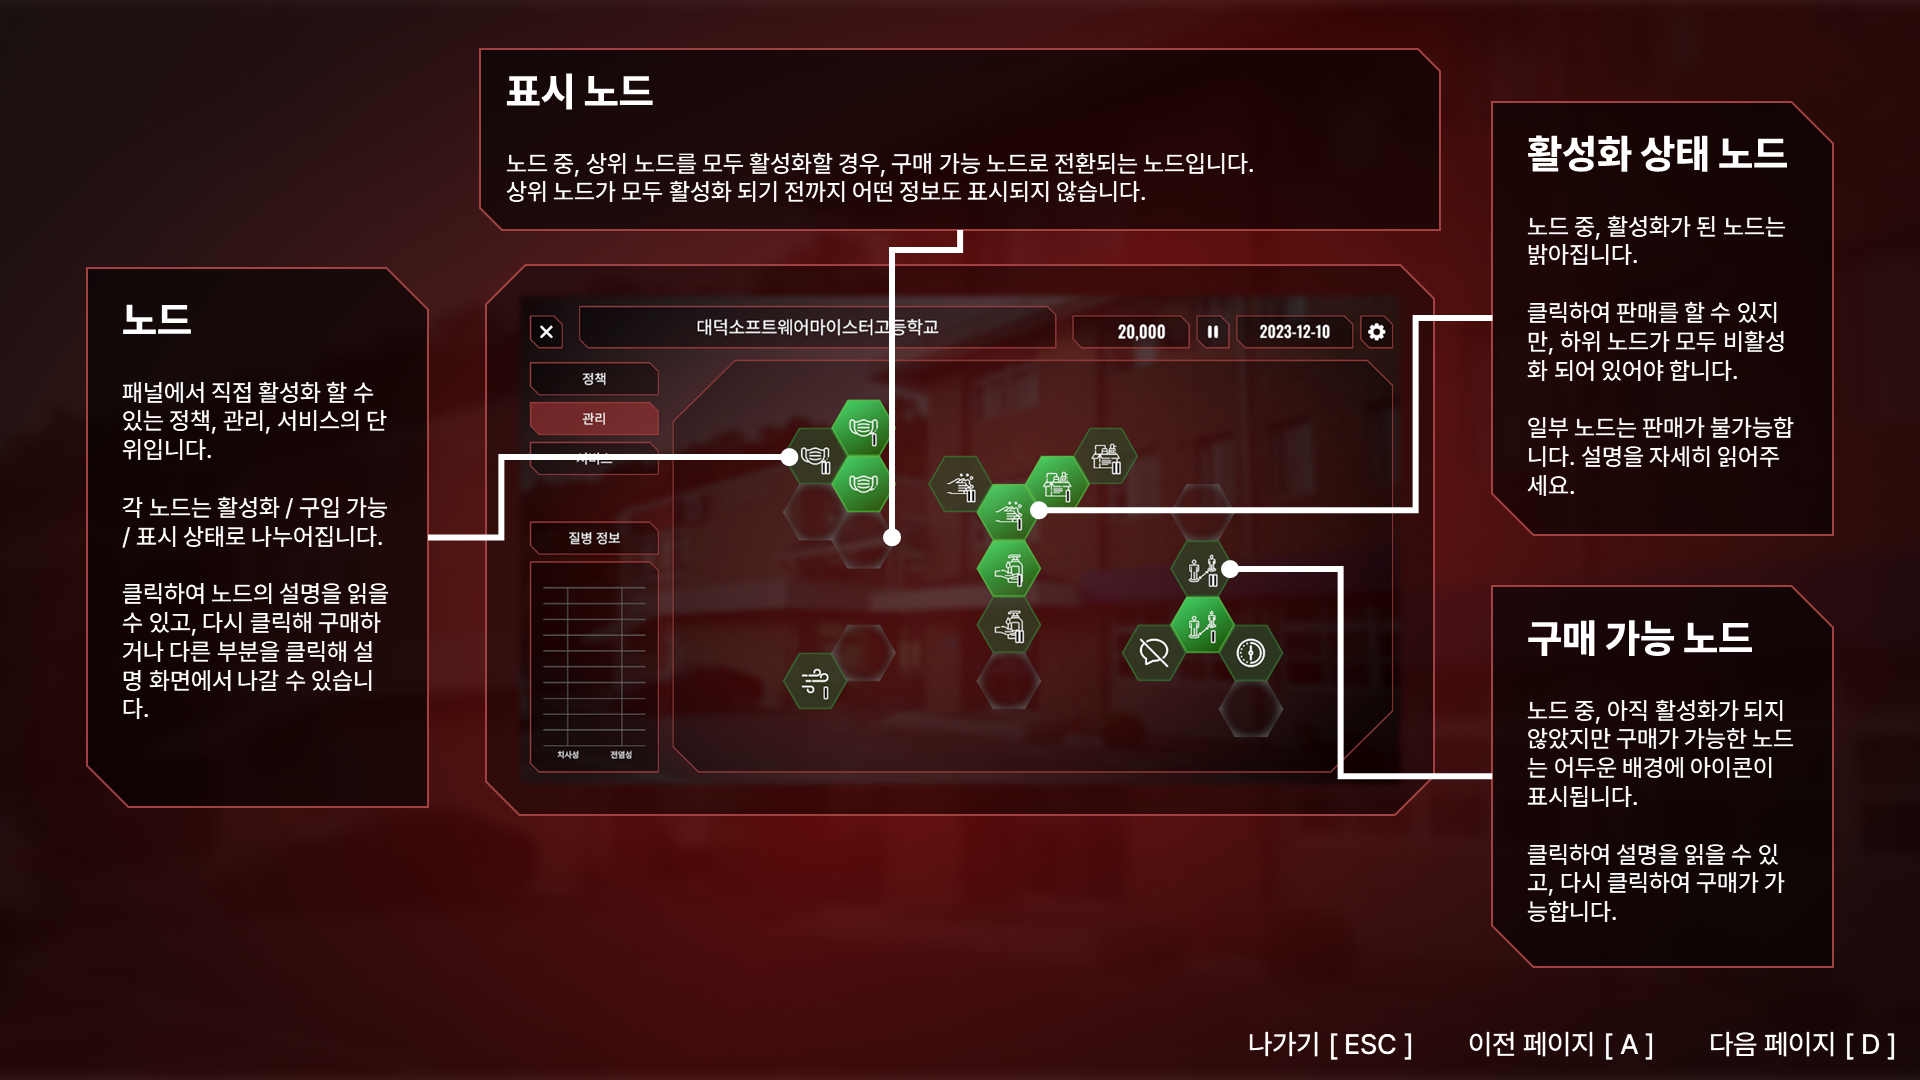 표시 노드
노드 중, 상위 노드를 모두 활성화할 경우, 구매 가능 노드로 전환되는 노드입니다.
상위 노드가 모두 활성화 되기 전까지 어떤 정보도 표시되지 않습니다.
노드
패널에서 직접 활성화 할 수
있는 정책, 관리, 서비스의 단
위입니다.
각 노드는 활성화 / 구입 가능
/ 표시 상태로 나누어집니다.
클릭하여 노드의 설명을 읽을
수 있고, 다시 클릭해 구매하
거나 다른 부분을 클릭해 설
명 화면에서 나갈 수 있습니
다.
대덕소프트웨어마이스터고등학교
20,000
2023-12-10
정책
관리
서비스
질병 정보
치사성
전염성
활성화 상태 노드
노드 중, 활성화가 된 노드는
밝아집니다.
클릭하여 판매를 할 수 있지
만, 하위 노드가 모두 비활성
화 되어 있어야 합니다.
일부 노드는 판매가 불가능합
니다. 설명을 자세히 읽어주
세요.
구매 가능 노드
노드 중, 아직 활성화가 되지
않았지만 구매가 가능한 노드
는 어두운 배경에 아이콘이
표시됩니다.
클릭하여 설명을 읽을 수 있
고, 다시 클릭하여 구매가 가
능합니다.
나가기 [ ESC ]
이전 페이지 [ A ]
다음 페이지 [ D ]